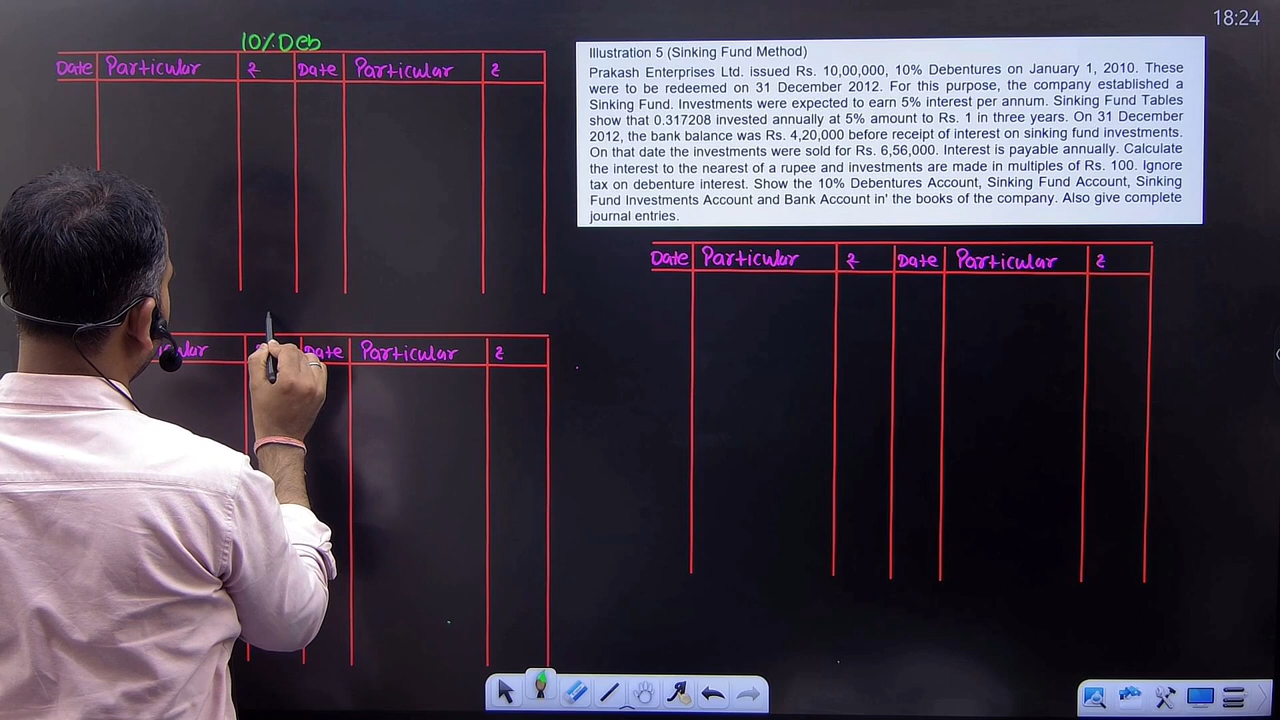 18:24
10% Deb
Date Particular ₹ Date Particular ₹
Illustration 5 (Sinking Fund Method)
Prakash Enterprises Ltd. issued Rs. 10,00,000, 10% Debentures on January 1, 2010. These
were to be redeemed on 31 December 2012. For this purpose, the company established a
Sinking Fund. Investments were expected to earn 5% interest per annum. Sinking Fund Tables
show that 0.317208 invested annually at 5% amount to Rs. 1 in three years. On 31 December
2012, the bank balance was Rs. 4,20,000 before receipt of interest on sinking fund investments.
On that date the investments were sold for Rs. 6,56,000. Interest is payable annually. Calculate
the interest to the nearest of a rupee and investments are made in multiples of Rs. 100. Ignore
tax on debenture interest. Show the 10% Debentures Account, Sinking Fund Account, Sinking
Fund Investments Account and Bank Account in' the books of the company. Also give complete
journal entries.
Date Particular ₹ Date Particular ₹
Date Particular ₹